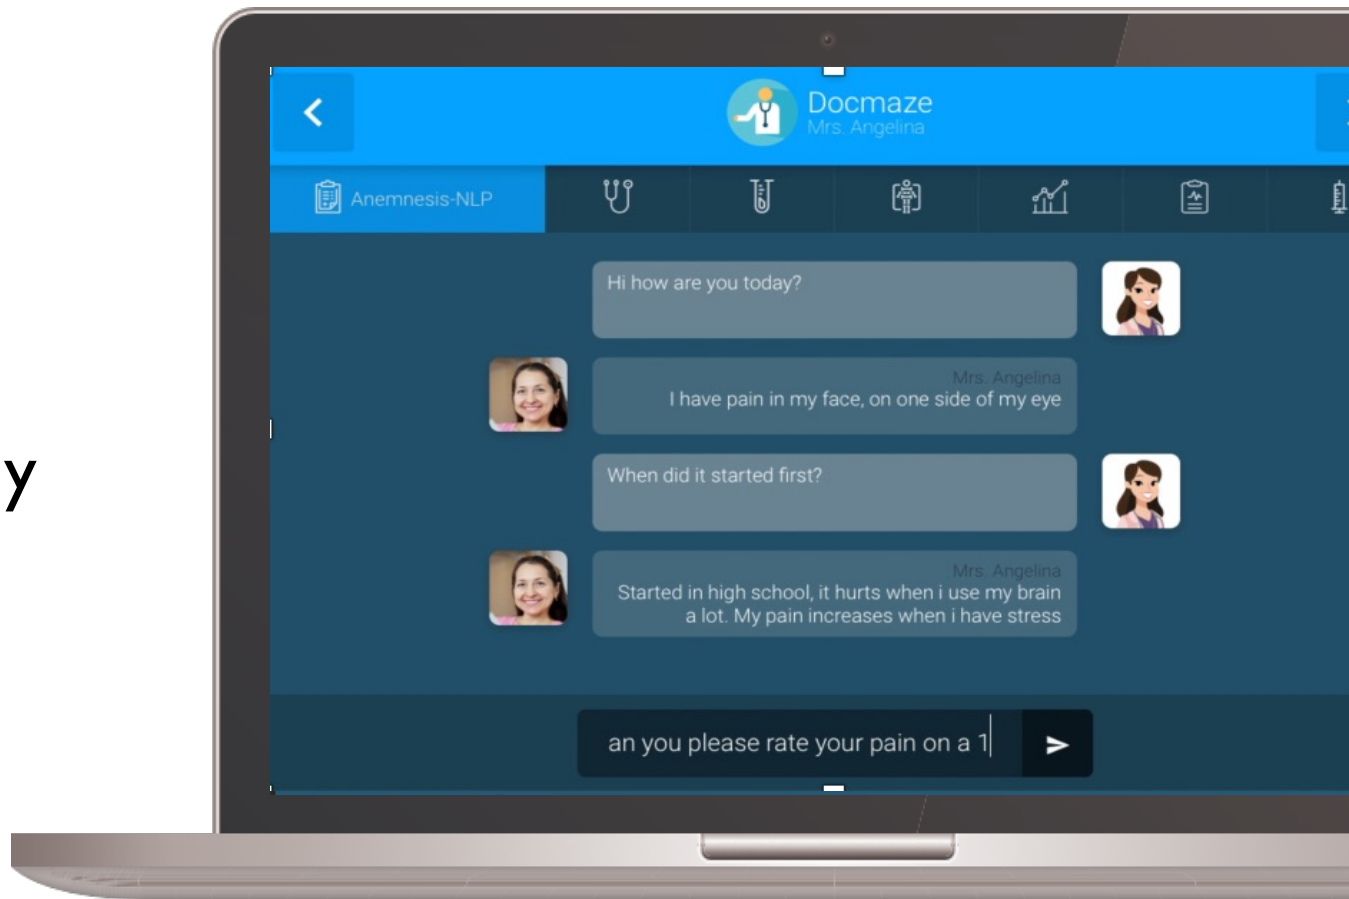 Docmaze
Mrs. Angelina
Anemnesis-NLP
Hi how are you today?
Mrs. Angelina
I have pain in my face, on one side of my eye
y
When did it started first?
Mrs. Angelina
Started in high school, it hurts when i use my brain
a lot. My pain increases when i have stress
an you please rate your pain on a 1